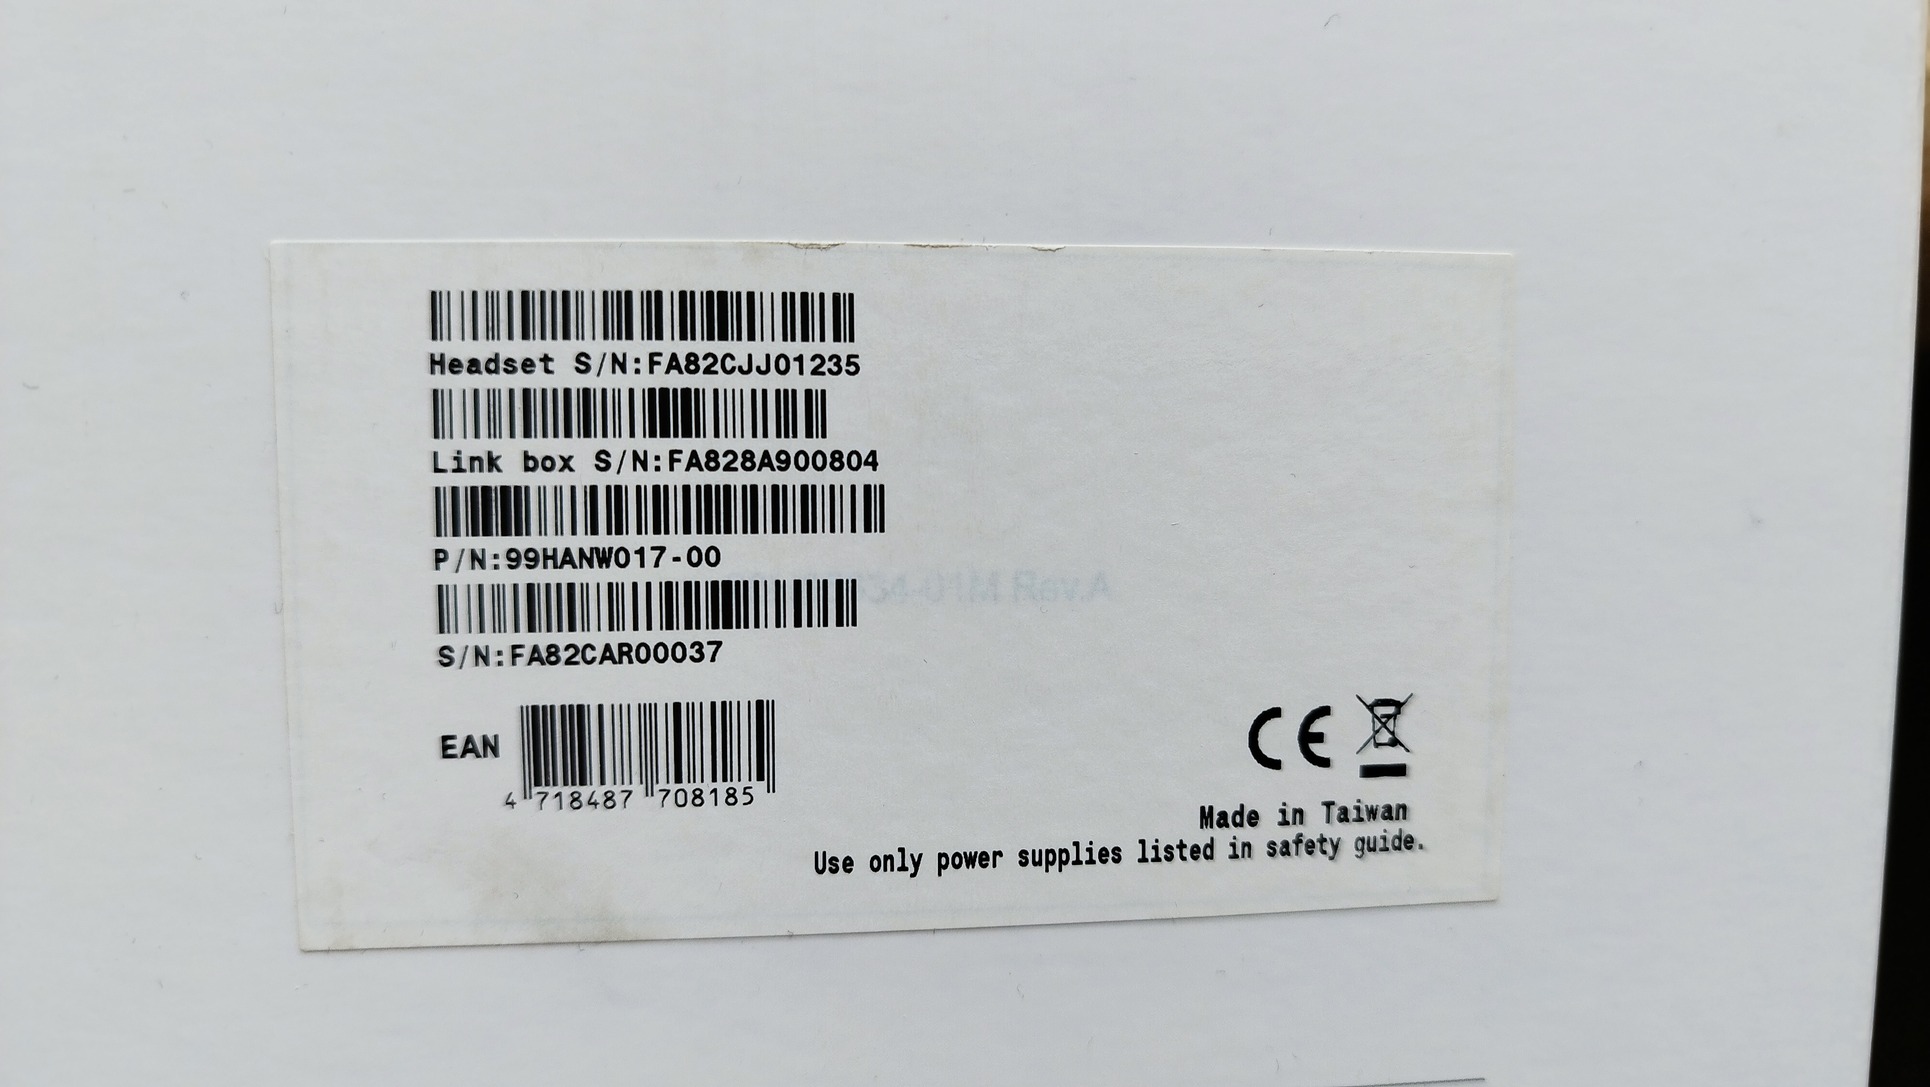 Headset S/N:FA82CJJ01235
Link box S/N:FA828A900804
P/N:99HANW017-00
S/N:FA82CAR00037
EAN
4 718487 708185
CE
Made in Taiwan
Use only power supplies listed in safety guide.